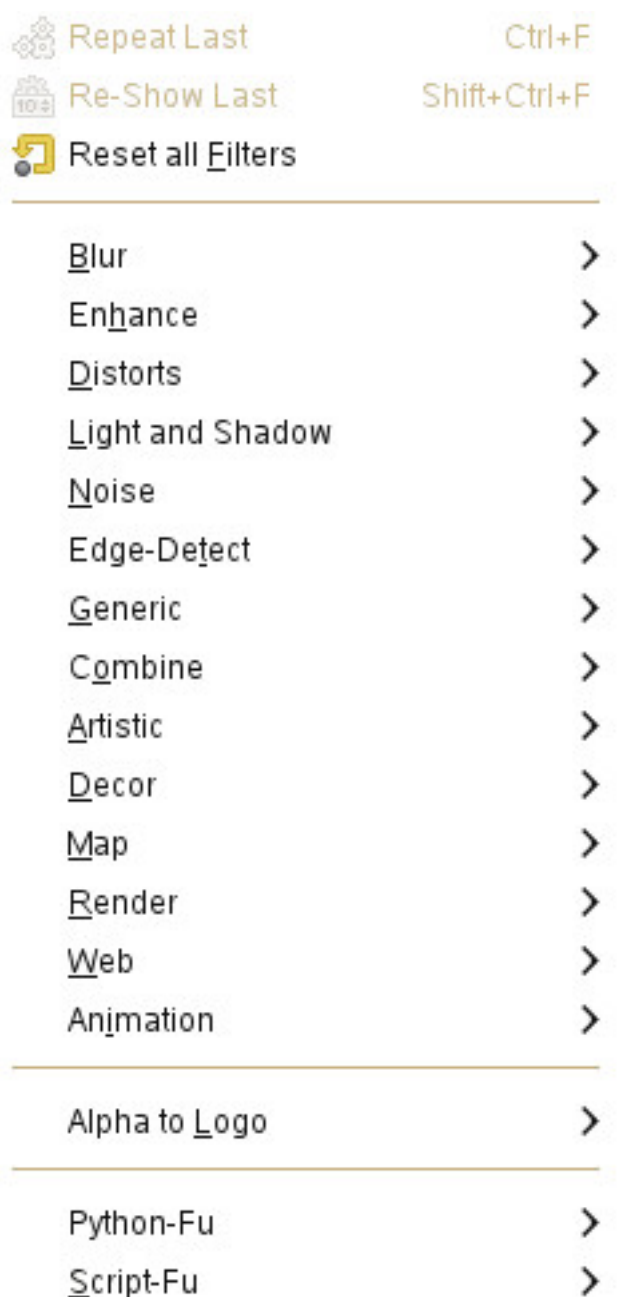 Repeat Last Ctrl+F
Re-Show Last Shift+Ctrl+F
Reset all Filters
Blur
Enhance
Distorts
Light and Shadow
Noise
Edge-Detect
Generic
Combine
Artistic
Decor
Map
Render
Web
Animation
Alpha to Logo
Python-Fu
Script-Fu